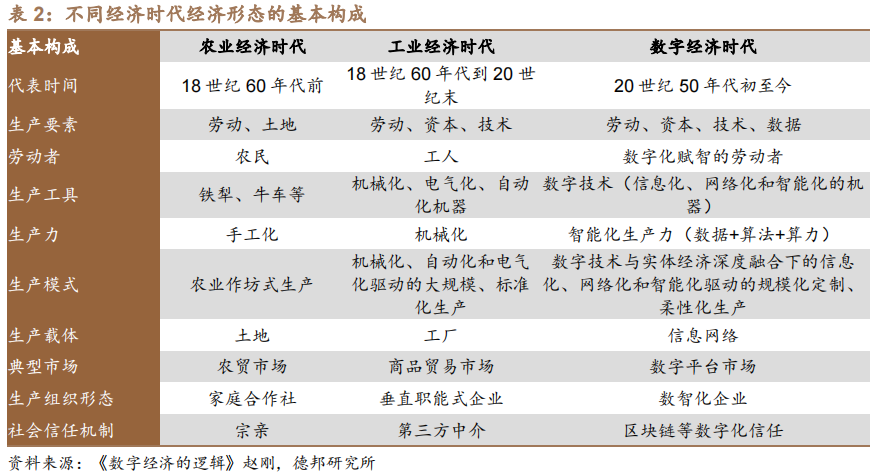 表 2：不同经济时代经济形态的基本构成
基本构成 农业经济时代 工业经济时代 数字经济时代
代表时间 18 世纪 60 年代前 18 世纪 60 年代到 20 世纪末 20 世纪 50 年代初至今
生产要素 劳动、土地 劳动、资本、技术 劳动、资本、技术、数据
劳动者 农民 工人 数字化赋智的劳动者
生产工具 铁犁、牛车等 机械化、电气化、自动化机器 数字技术（信息化、网络化和智能化的机器）
生产力 手工化 机械化 智能化生产力（数据+算法+算力）
生产模式 农业作坊式生产 机械化、自动化和电气化驱动的大规模、标准化生产 数字技术与实体经济深度融合下的信息化、网络化和智能化驱动的规模化定制、柔性化生产
生产载体 土地 工厂 信息网络
典型市场 农贸市场 商品贸易市场 数字平台市场
生产组织形态 家庭合作社 垂直职能式企业 数智化企业
社会信任机制 宗亲 第三方中介 区块链等数字化信任
资料来源：《数字经济的逻辑》赵刚，德邦研究所